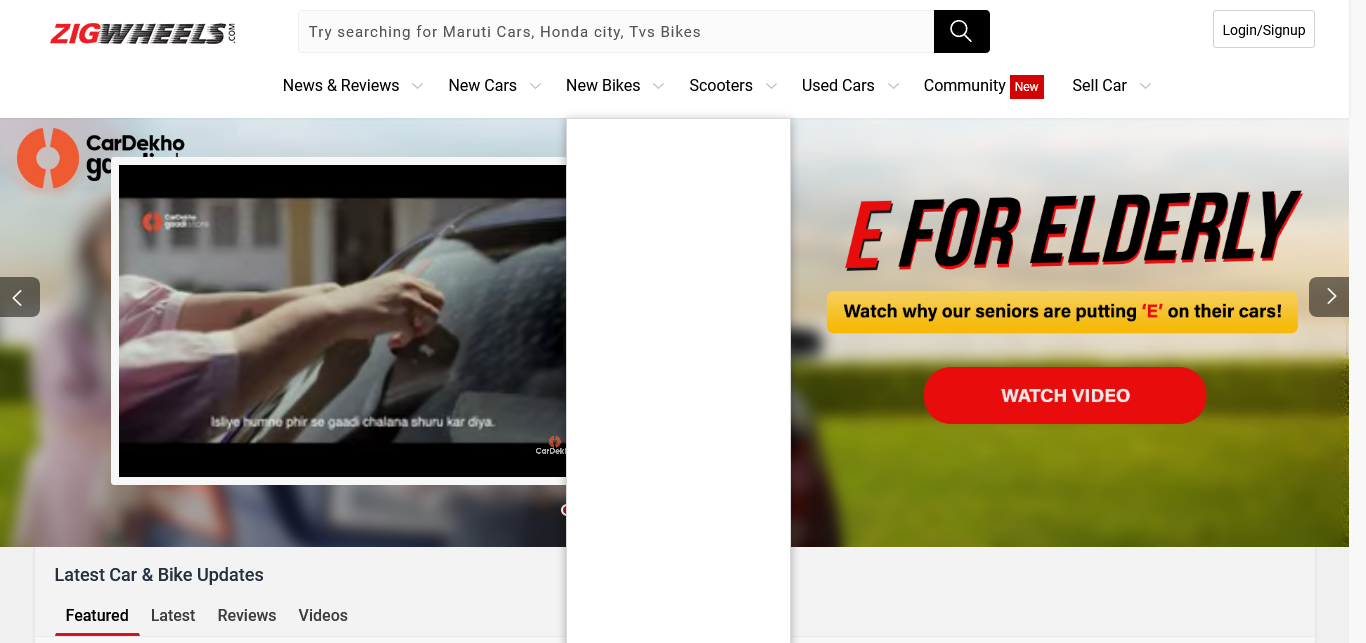 ZIGWHEELS.COM
Try searching for Maruti Cars, Honda city, Tvs Bikes
Login/Signup
News & Reviews
New Cars
New Bikes
Scooters
Used Cars
Community New
Sell Car
CarDekho
CarDekho
gaadi store
Isliye humne phir se gaadi chalana shuru kar diya.
E FOR ELDERLY
Watch why our seniors are putting ‘E’ on their cars!
WATCH VIDEO
Latest Car & Bike Updates
Featured
Latest
Reviews
Videos